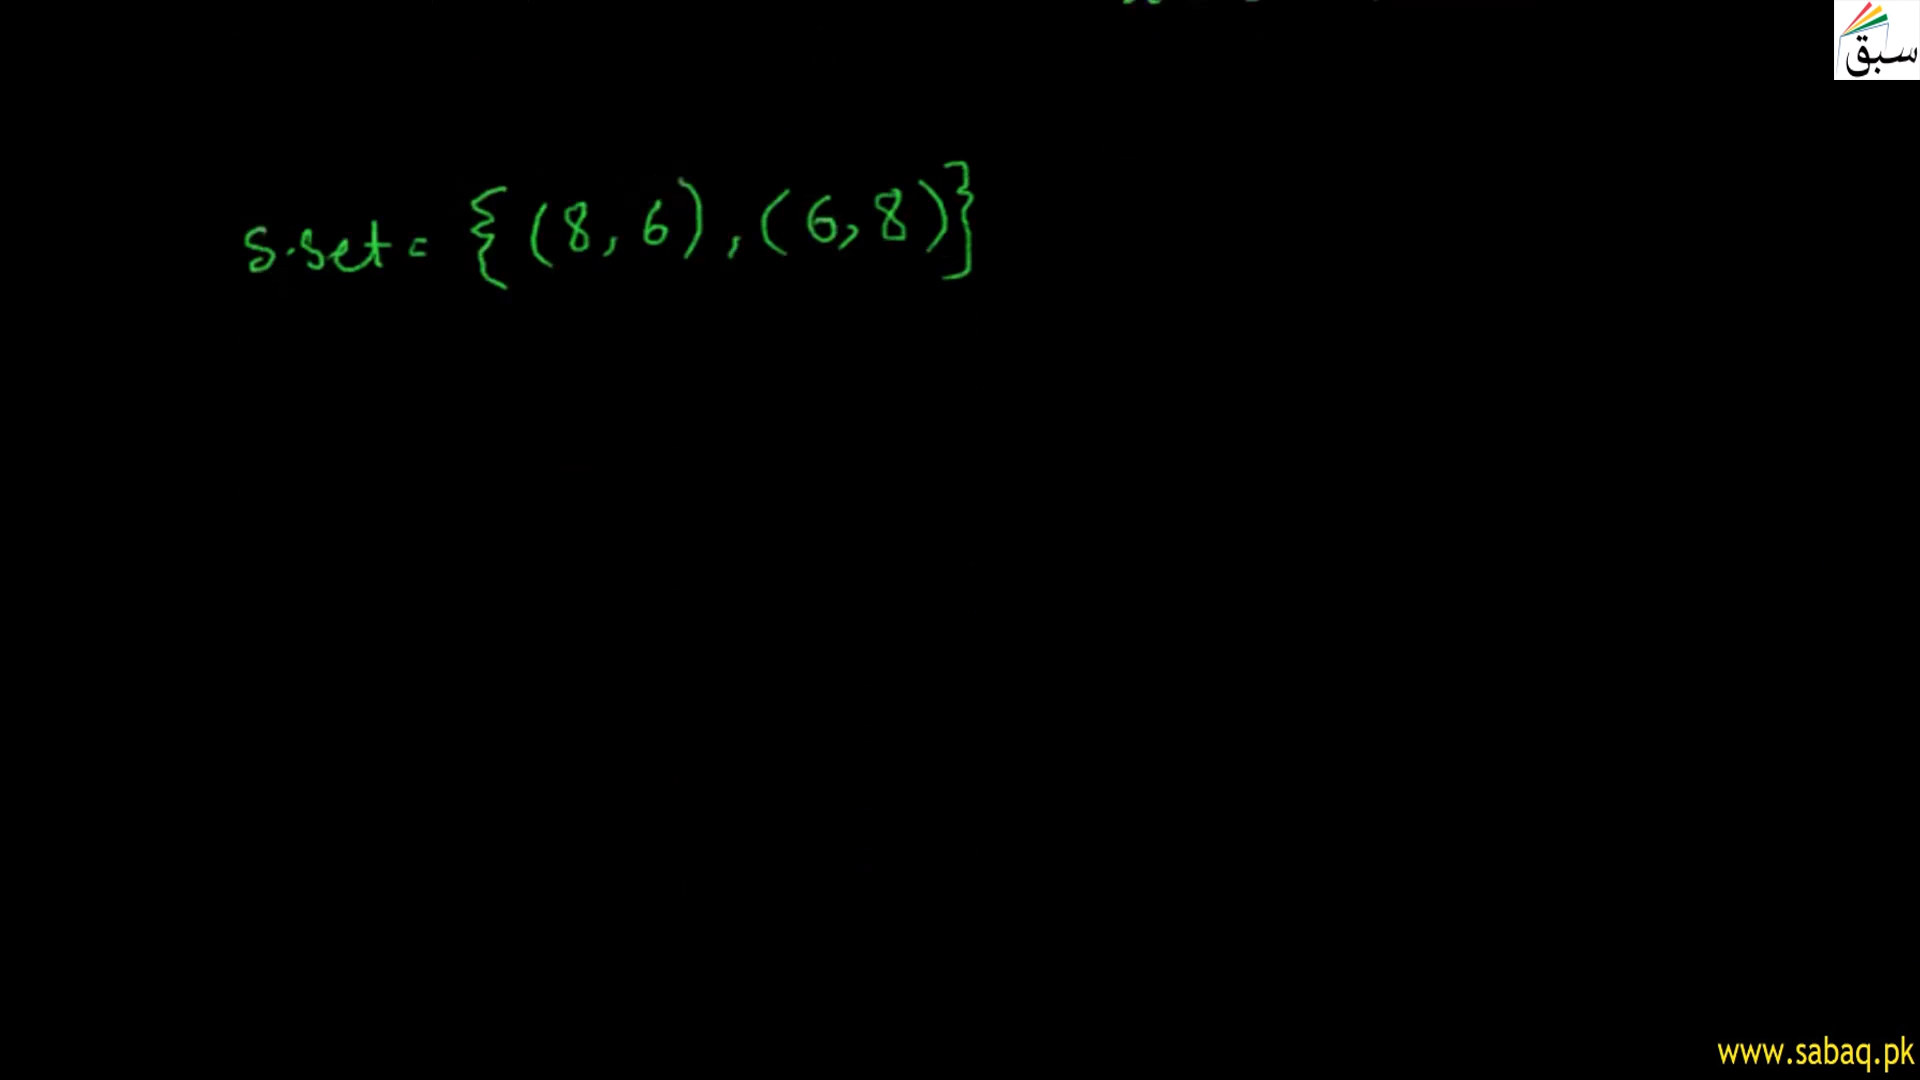 سبق
S.Set = {(8, 6), (6, 8)}
www.sabaq.pk